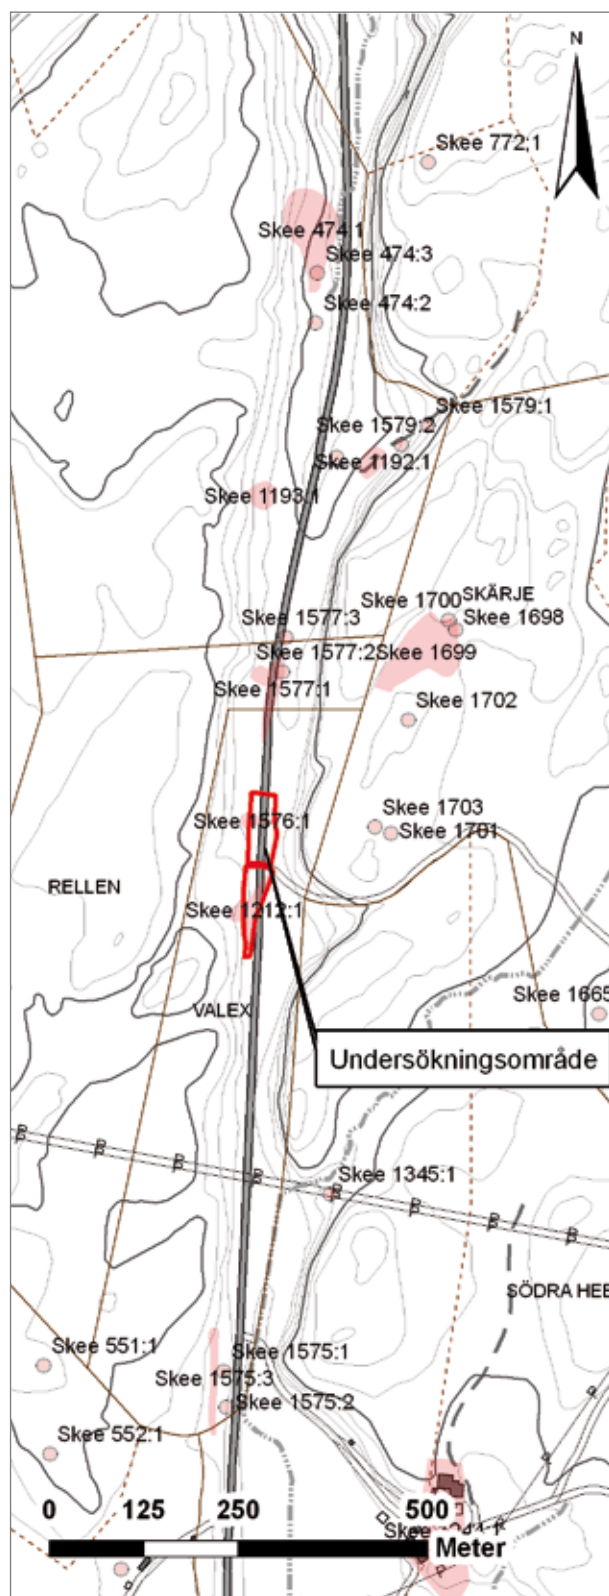 N
Skee 772:1
Skee 474:1
Skee 474:3
Skee 474:2
Skee 1579:1
Skee 1579:2
Skee 1192:1
Skee 1193:1
Skee 1700
SKÄRJE
Skee 1577:3
Skee 1698
Skee 1577:2
Skee 1699
Skee 1577:1
Skee 1702
Skee 1576:1
Skee 1703
Skee 1701
RELLEN
Skee 1212:1
VALEX
Skee 1665
Undersökningsområde
Skee 1345:1
SÖDRA HEE
Skee 551:1
Skee 1575:1
Skee 1575:3
Skee 1575:2
Skee 552:1
0 125 250 500
Skee
Meter